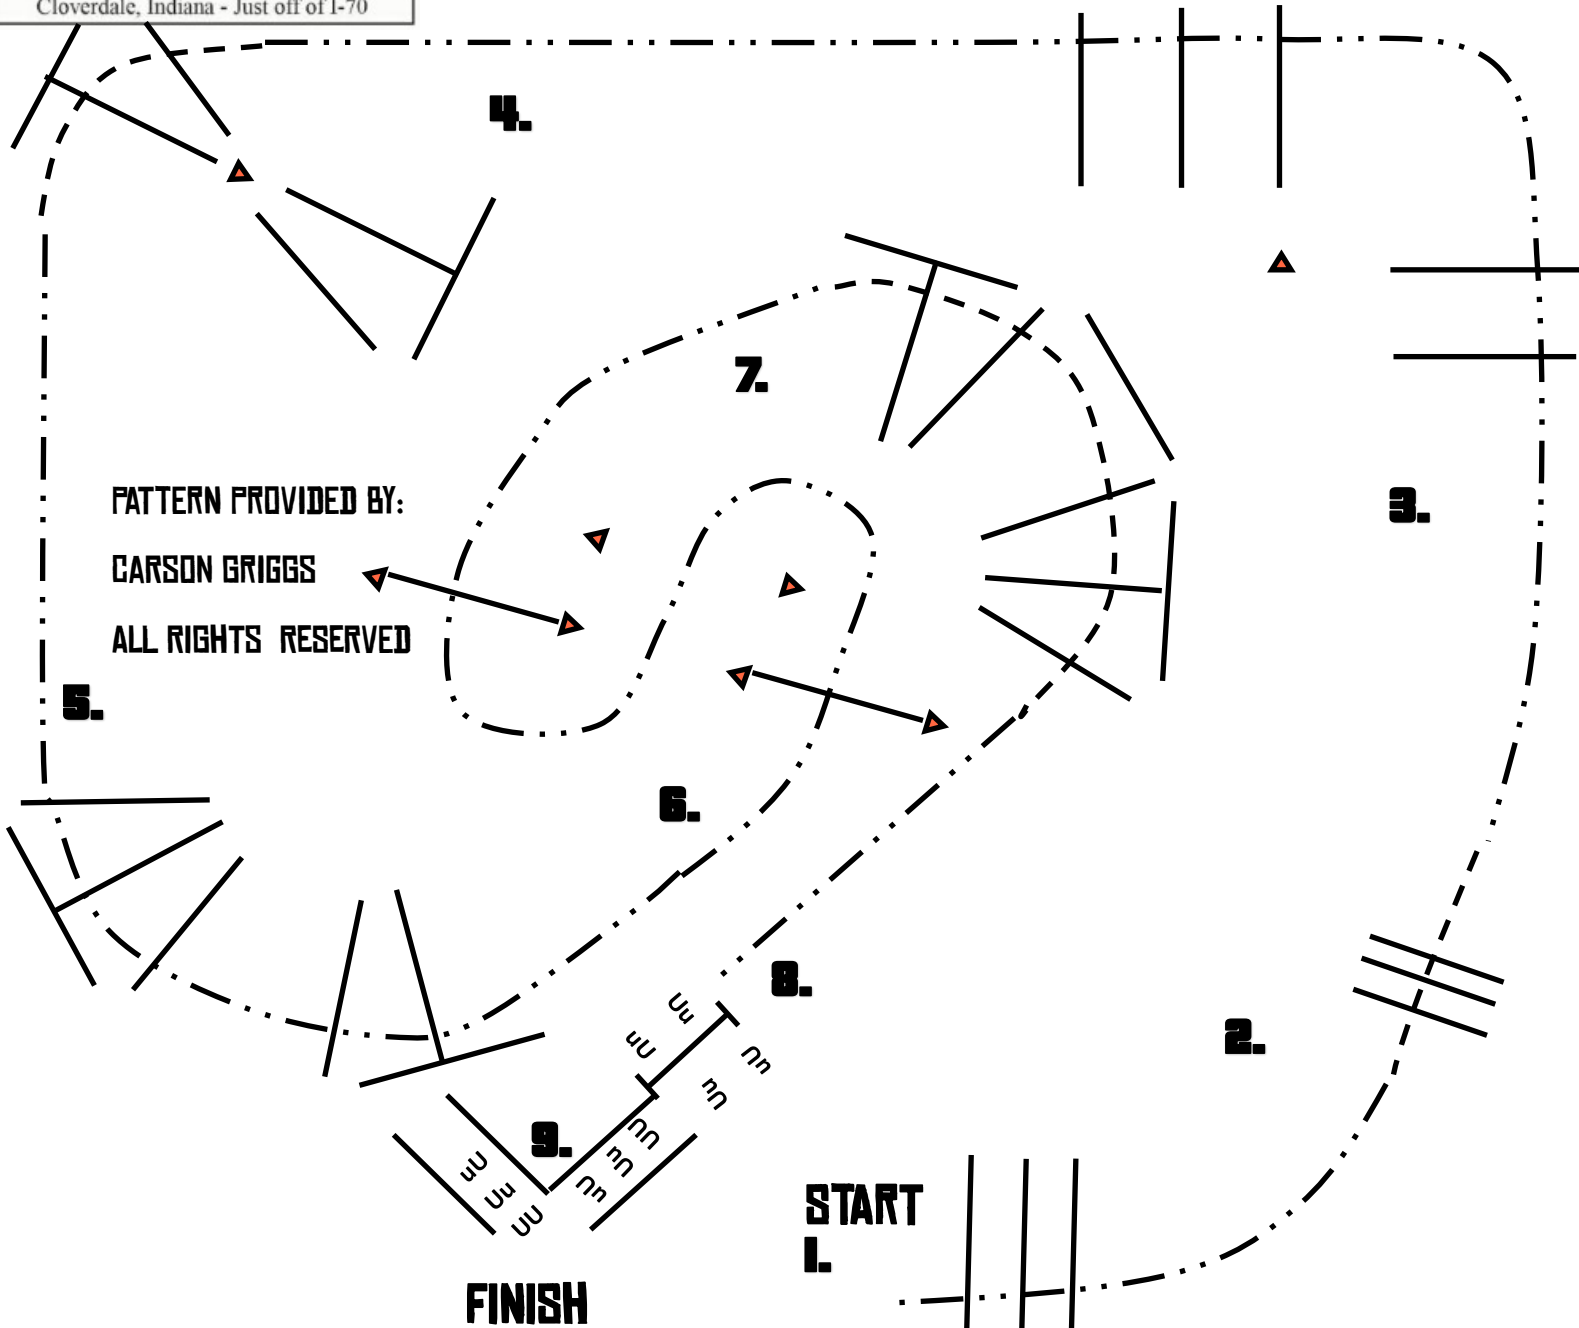 Cloverdale, Indiana - Just off of I-70
4.
7.
3.
PATTERN PROVIDED BY:
CARSON GRIGGS
ALL RIGHTS RESERVED
5.
6.
8.
2.
9.
START
1.
FINISH